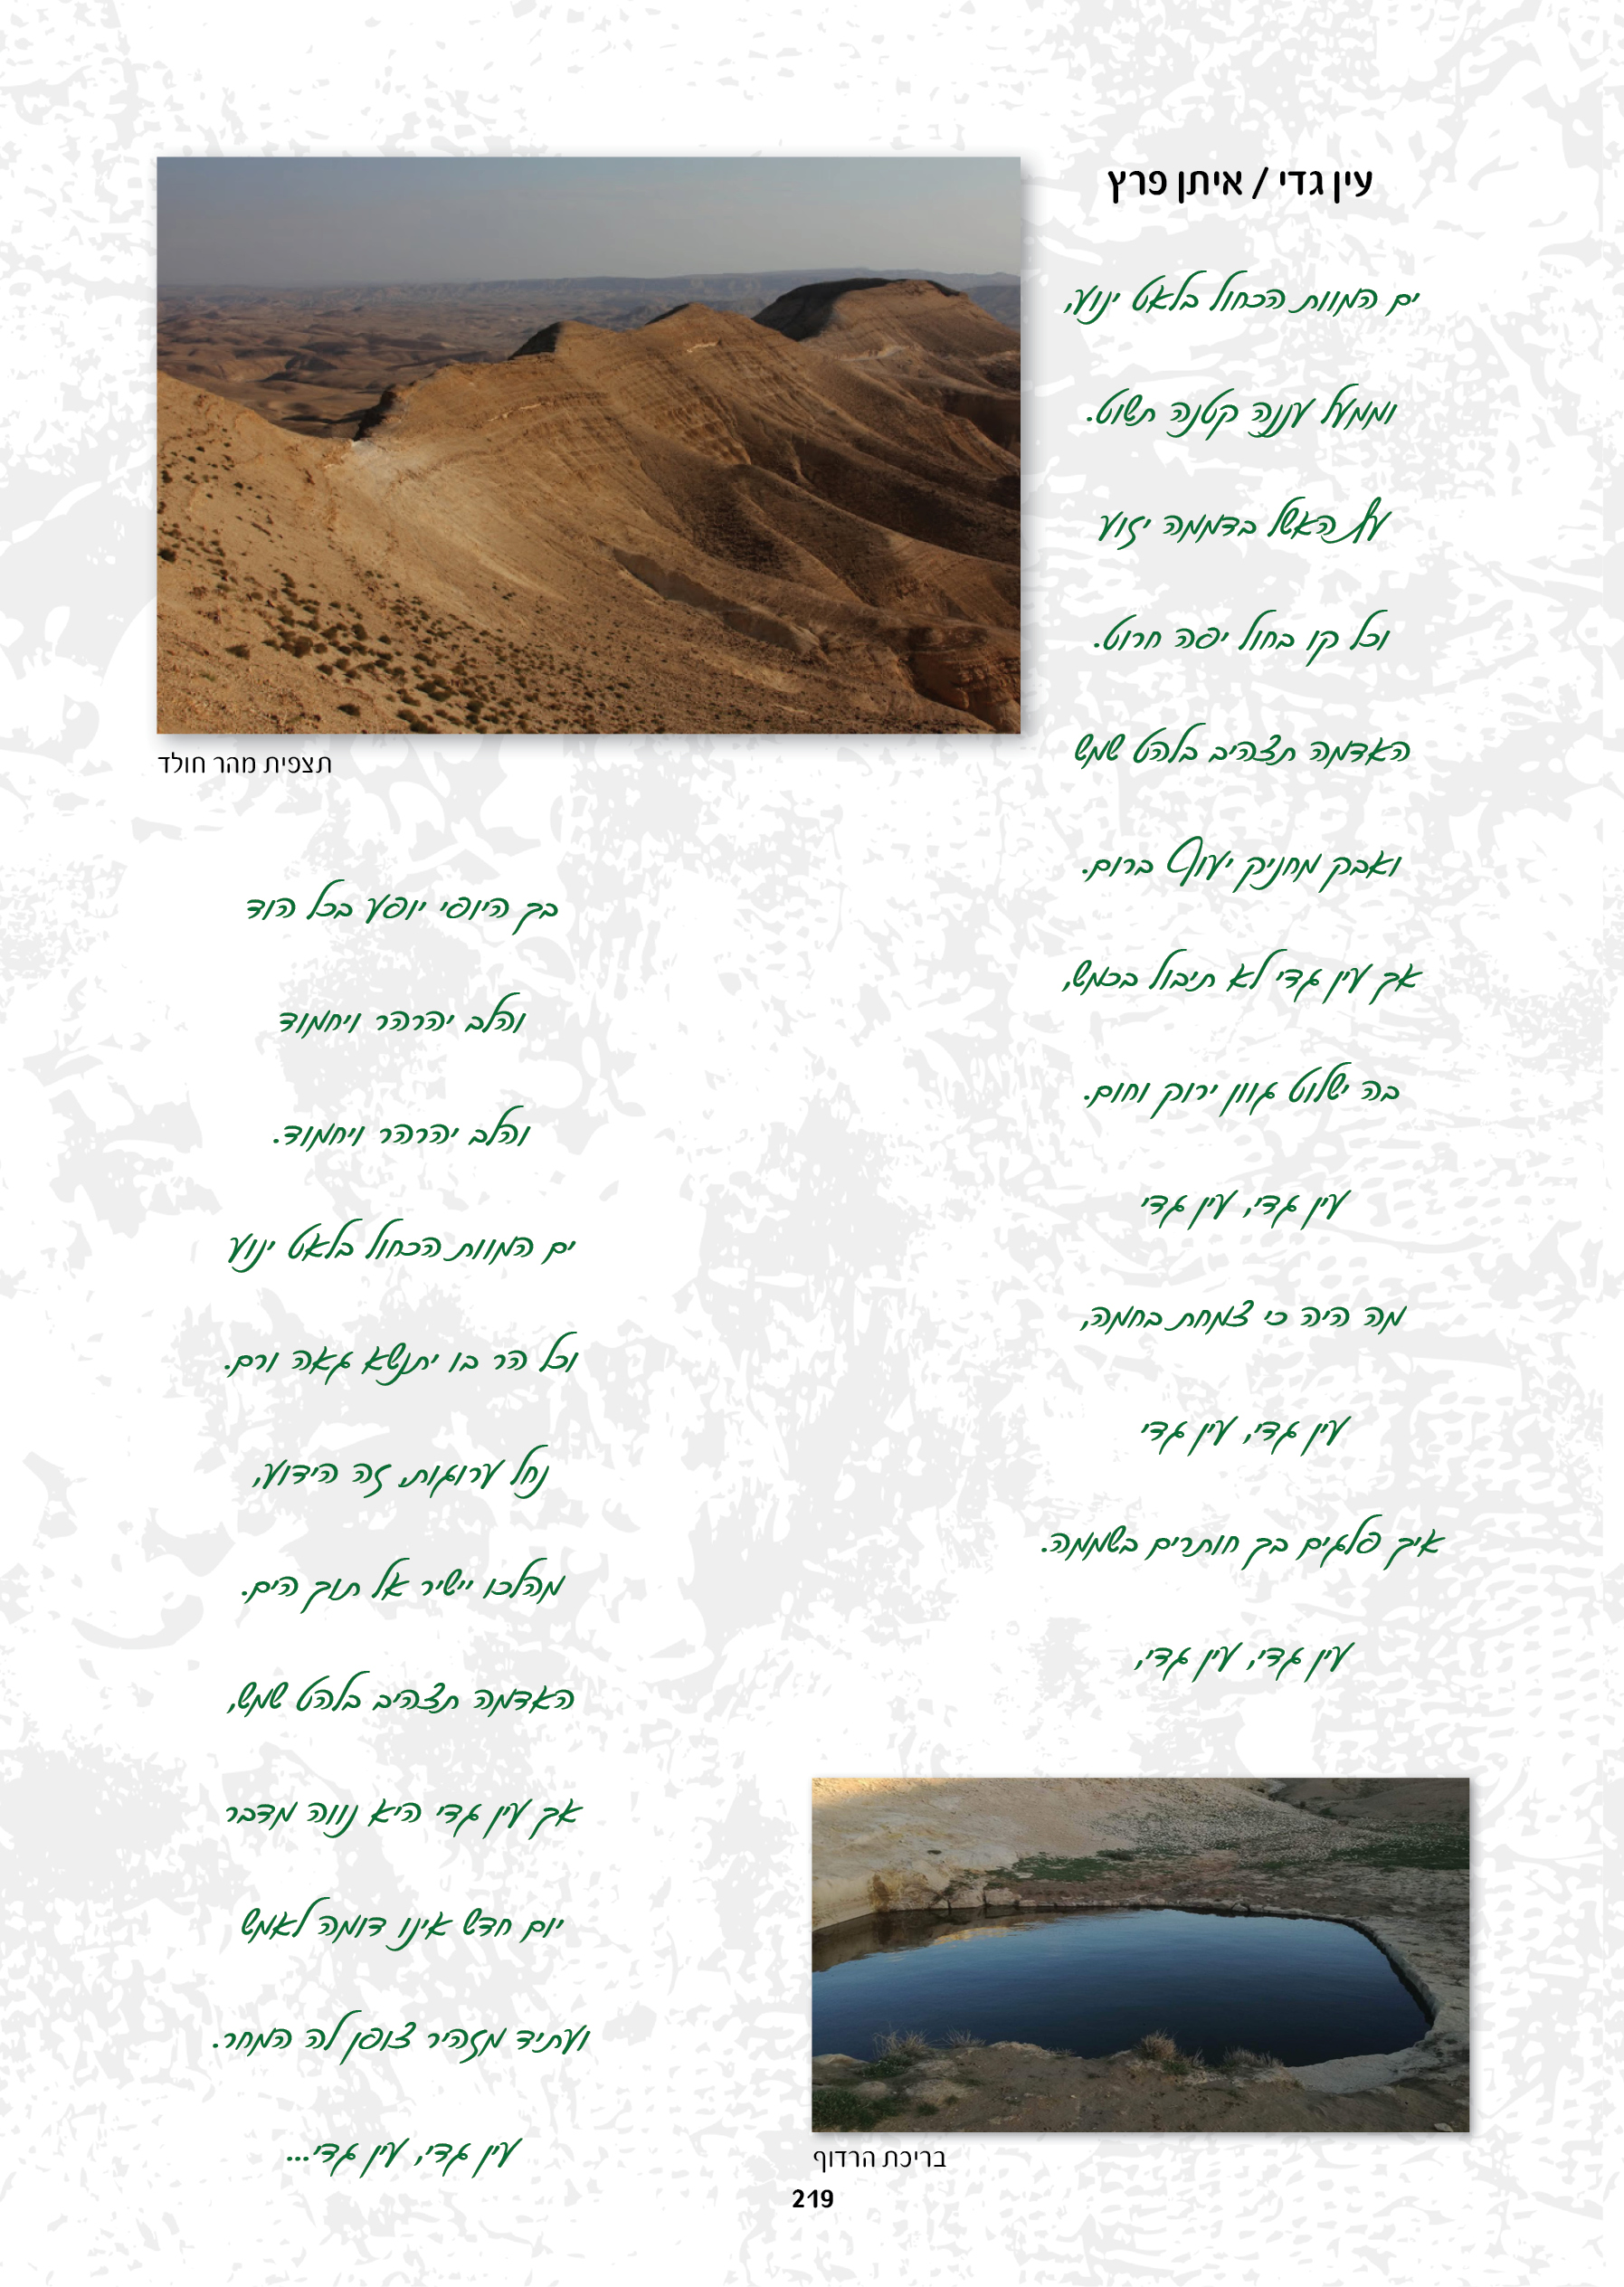 עין גדי / איתן פרץ
ים המוות הכחול בלאט ינוע,
וממעל עננה קטנה תשוט.
עץ האשל בדממה יזוע
וכל קו בחול יפה חרוט.
האדמה תצהיב בלהט שמש
ואבק מחניק יעוף ברום.
אך עין גדי לא תיבול בכמש,
בה ישלוט גוון ירוק וחום.
עין גדי, עין גדי
מה היה כי צמחת בחמה,
עין גדי, עין גדי
איך פלגים בך חותרים בשממה.
עין גדי, עין גדי,
תצפית מהר חולד
בך היופי יופע בכל הוד
והלב יהרהר ויחמוד
והלב יהרהר ויחמוד.
ים המוות הכחול בלאט ינוע
וכל הר בו יתנשא גאה ורם.
נחל ערוגות, זה הידוע,
מהלכו יישיר אל תוך הים.
האדמה תצהיב בלהט שמש,
אך עין גדי היא נווה מדבר
יום חדש אינו דומה לאמש
ועתיד מזהיר צופן לה המחר.
עין גדי, עין גדי...
בריכת הרדוף
219